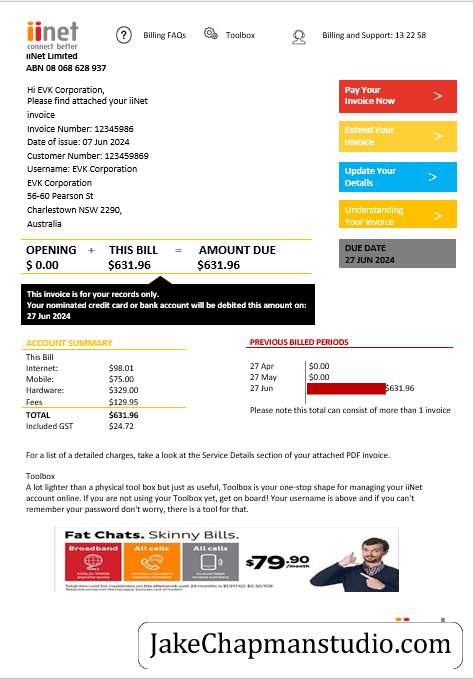 iinet
connect better
Billing FAQs
Toolbox
Billing and Support: 13 22 58
iiNet Limited
ABN 08 068 628 937
Hi EVK Corporation,
Please find attached your iiNet
invoice
Invoice Number: 12345986
Date of issue: 07 Jun 2024
Customer Number: 123459869
Username: EVK Corporation
EVK Corporation
56-60 Pearson St
Charlestown NSW 2290,
Australia
Pay Your
Invoice Now >
Extend Your
Invoice >
Update Your
Details >
Understanding
Your Invoice >
OPENING + THIS BILL = AMOUNT DUE
$ 0.00 $631.96 $631.96
DUE DATE
27 JUN 2024
This invoice is for your records only.
Your nominated credit card or bank account will be debited this amount on:
27 Jun 2024
ACCOUNT SUMMARY
This Bill
Internet: $98.01
Mobile: $75.00
Hardware: $329.00
Fees $129.95
TOTAL $631.96
Included GST $24.72
PREVIOUS BILLED PERIODS
27 Apr $0.00
27 May $0.00
27 Jun $631.96
Please note this total can consist of more than 1 invoice
For a list of a detailed charges, take a look at the Service Details section of your attached PDF invoice.
Toolbox
A lot lighter than a physical tool box but just as useful, Toolbox is your one-stop shape for managing your iiNet
account online. If you are not using your Toolbox yet, get on board! Your username is above and if you can't
remember your password don't worry, there is a tool for that.
Fat Chats. Skinny Bills.
Broadband
All calls
All calls
$79.90
/month
JakeChapmanstudio.com